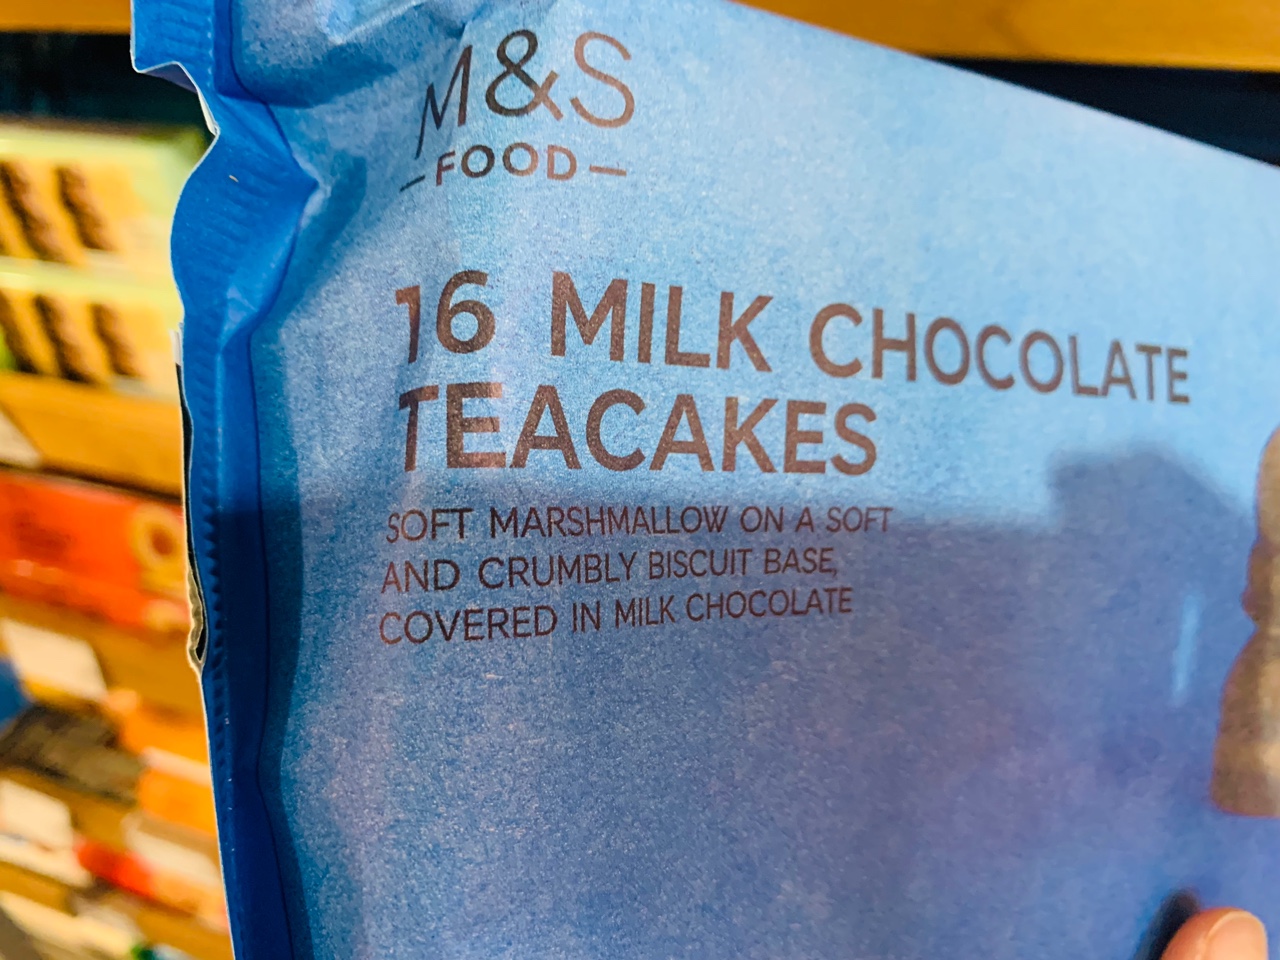 M&S
—FOOD—
16 MILK CHOCOLATE
TEACAKES
SOFT MARSHMALLOW ON A SOFT
AND CRUMBLY BISCUIT BASE,
COVERED IN MILK CHOCOLATE